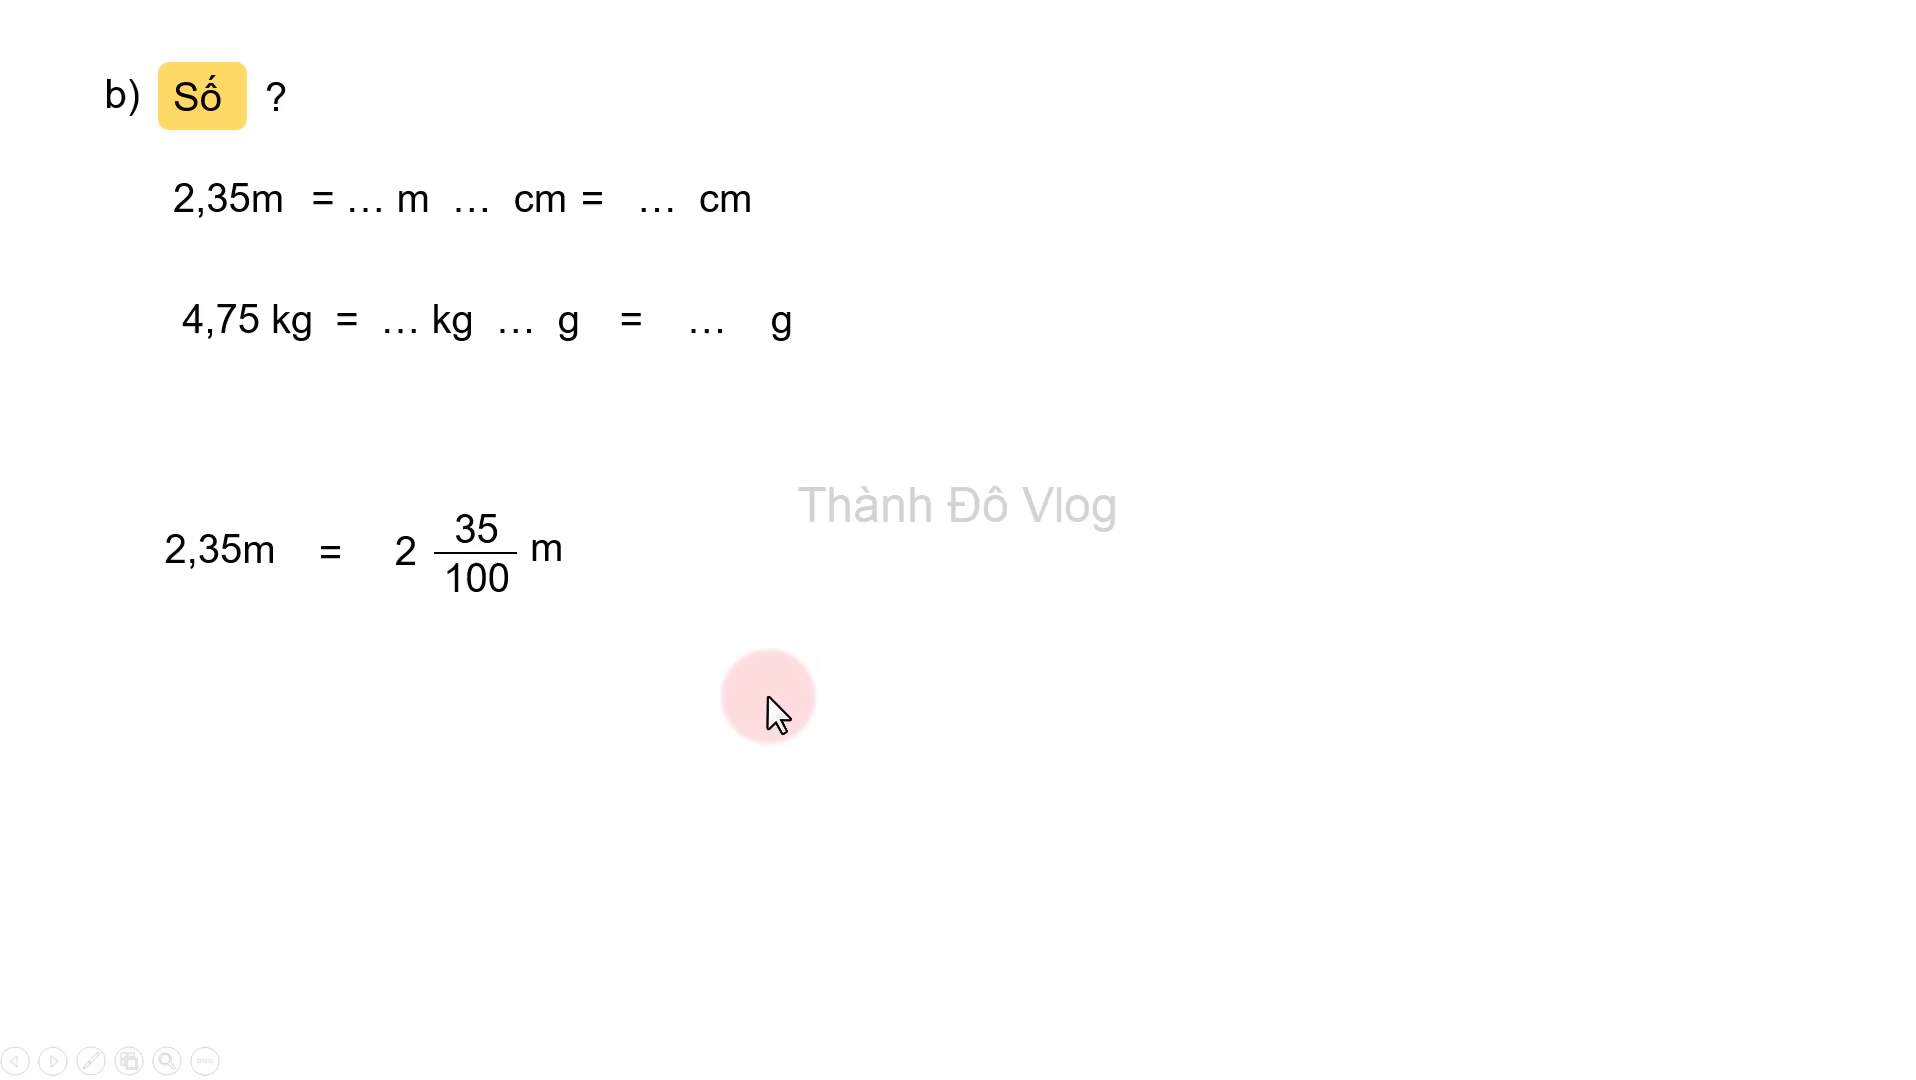 b) Số ?
2,35m = ... m ... cm = ... cm
4,75 kg = ... kg ... g = ... g
Thành Đô Vlog
2,35m = 2 35/100 m